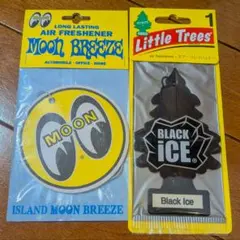 LONG LASTING
AIR FRESHENER
MOON BREEZE
AUTOMOBILE - OFFICE - HOME
MOON
ISLAND MOON BREEZE
1
Little Trees
BLACK
iCE
Black Ice